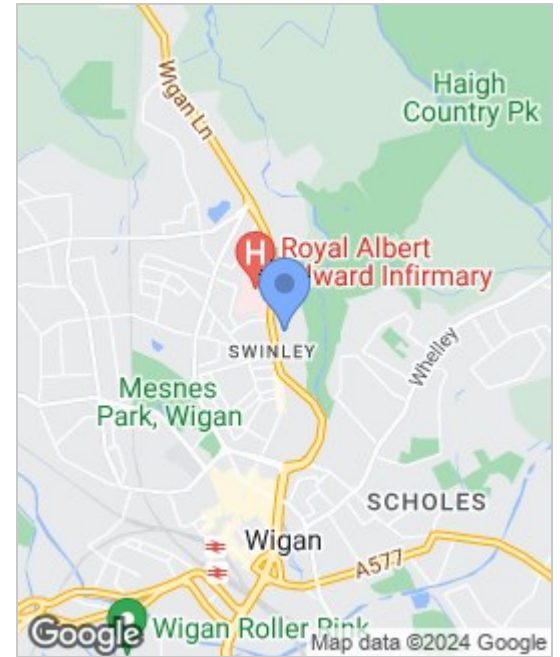 Wigan Ln
Haigh
Country Pk
H
Royal Albert
dward Infirmary
SWINLEY
Whelley
Mesnes
Park, Wigan
SCHOLES
Wigan
A577
Google
Wigan Roller Rink
Map data ©2024 Google